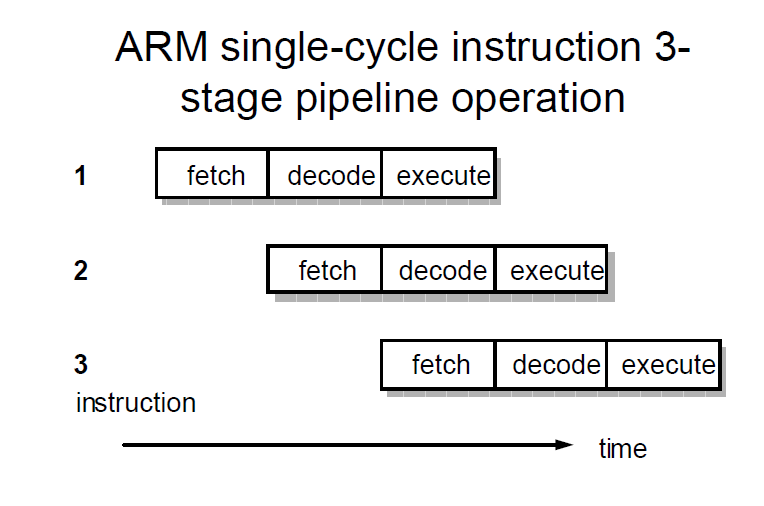 ARM single-cycle instruction 3-
stage pipeline operation
1 fetch decode execute
2 fetch decode execute
3 fetch decode execute
instruction
time